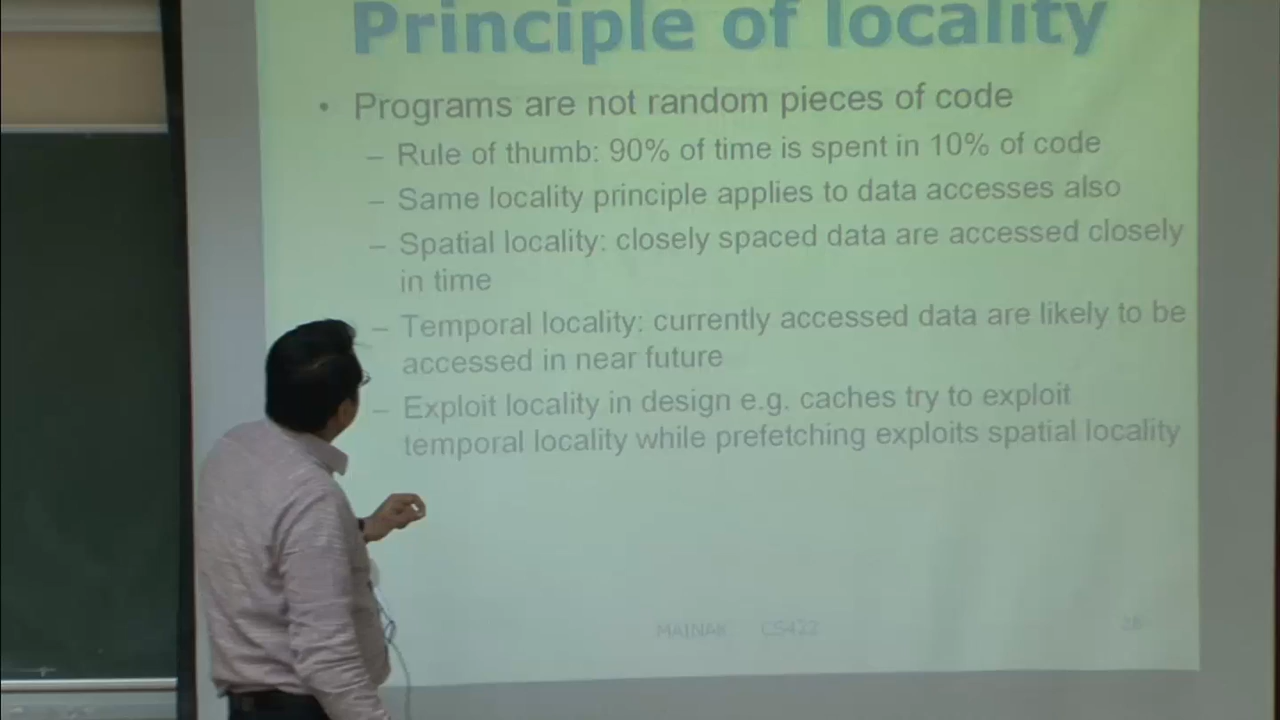 Principle of locality
• Programs are not random pieces of code
– Rule of thumb: 90% of time is spent in 10% of code
– Same locality principle applies to data accesses also
– Spatial locality: closely spaced data are accessed closely
in time
– Temporal locality: currently accessed data are likely to be
accessed in near future
– Exploit locality in design e.g. caches try to exploit
temporal locality while prefetching exploits spatial locality
MAINAK CS422